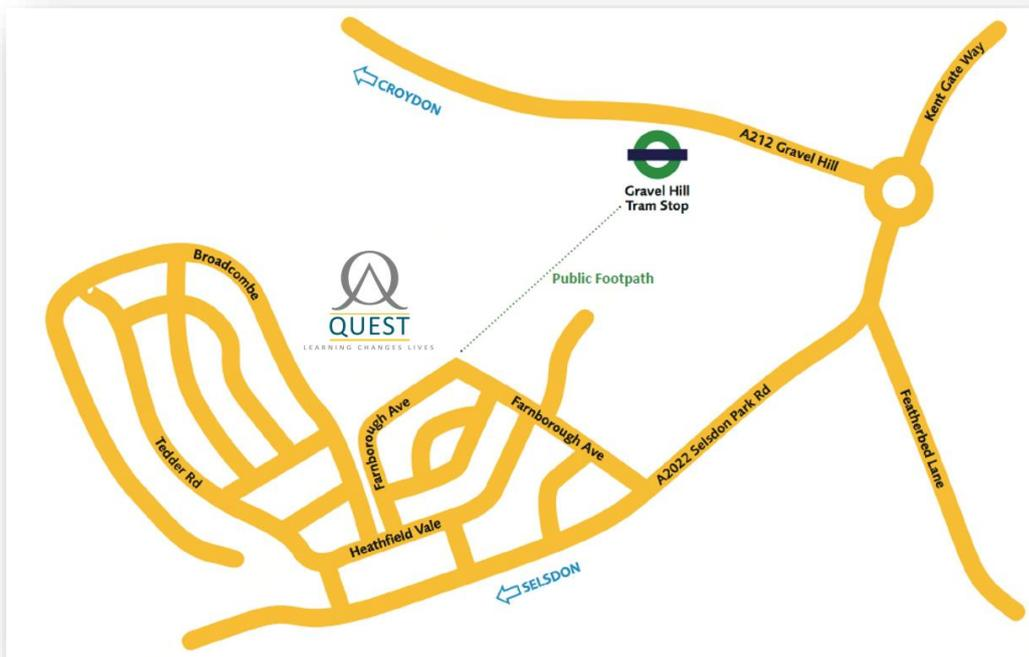 Kent Gate Way
CROYDON
A212 Gravel Hill
Gravel Hill
Tram Stop
Broadcombe
Public Footpath
QUEST
LEARNING CHANGES LIVES
Farnborough Ave
Farnborough Ave
A2022 Selsdon Park Rd
Featherbed Lane
Tedder Rd
Heathfield Vale
SELSDON